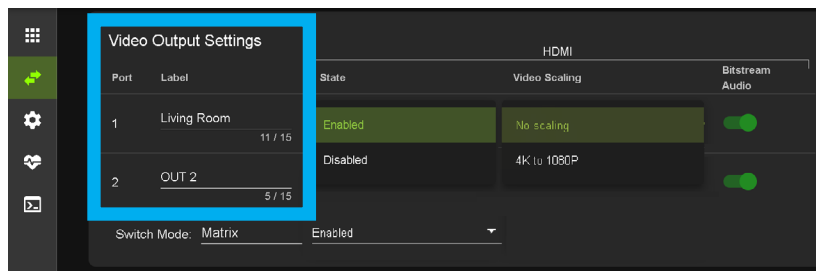 Video Output Settings
HDMI
Port Label State Video Scaling Bitstream Audio
1 Living Room Enabled No scaling
11 / 15
2 OUT 2 Disabled 4K to 1080P
5 / 15
Switch Mode: Matrix Enabled